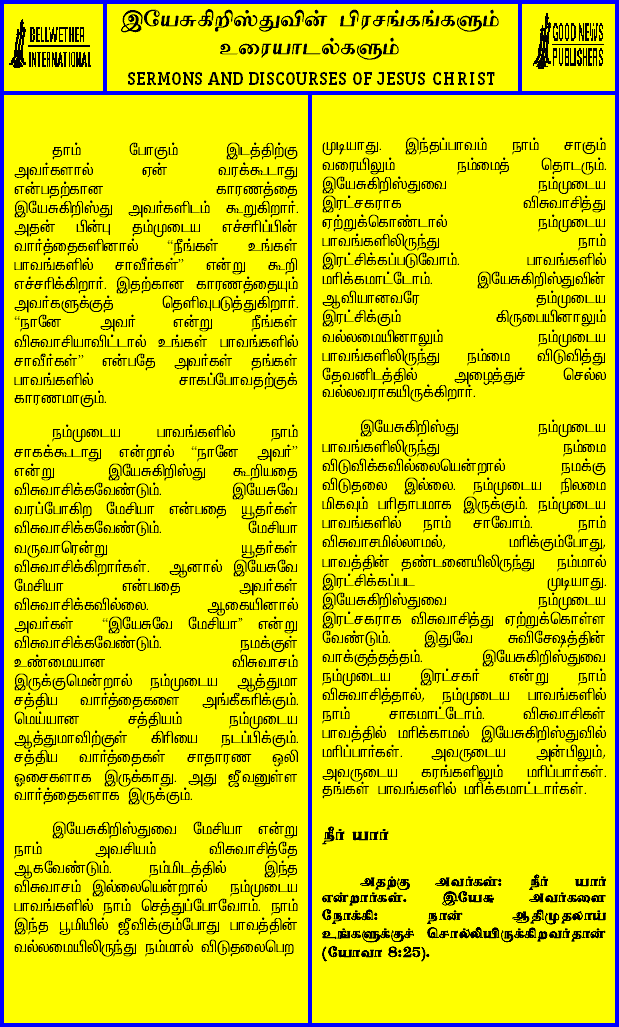 BELLWETHER
INTERNATIONAL
இயேசுகிறிஸ்துவின் பிரசங்கங்களும்
உரையாடல்களும்
SERMONS AND DISCOURSES OF JESUS CHRIST
GOOD NEWS
PUBLISHERS
தாம் போகும் இடத்திற்கு
அவர்களால் ஏன் வரக்கூடாது
என்பதற்கான காரணத்தை
இயேசுகிறிஸ்து அவர்களிடம் கூறுகிறார்.
அதன் பின்பு தம்முடைய எச்சரிப்பின்
வார்த்தைகளினால் “நீங்கள் உங்கள்
பாவங்களில் சாவீர்கள்” என்று கூறி
எச்சரிக்கிறார். இதற்கான காரணத்தையும்
அவர்களுக்குத் தெளிவுபடுத்துகிறார்.
“நானே அவர் என்று நீங்கள்
விசுவாசியாவிட்டால் உங்கள் பாவங்களில்
சாவீர்கள்” என்பதே அவர்கள் தங்கள்
பாவங்களில் சாகப்போவதற்குக்
காரணமாகும்.
நம்முடைய பாவங்களில் நாம்
சாகக்கூடாது என்றால் “நானே அவர்”
என்று இயேசுகிறிஸ்து கூறியதை
விசுவாசிக்கவேண்டும். இயேசுவே
வரப்போகிற மேசியா என்பதை யூதர்கள்
விசுவாசிக்கவேண்டும். மேசியா
வருவாரென்று யூதர்கள்
விசுவாசிக்கிறார்கள். ஆனால் இயேசுவே
மேசியா என்பதை அவர்கள்
விசுவாசிக்கவில்லை. ஆகையினால்
அவர்கள் “இயேசுவே மேசியா” என்று
விசுவாசிக்கவேண்டும். நமக்குள்
உண்மையான விசுவாசம்
இருக்குமென்றால் நம்முடைய ஆத்துமா
சத்திய வார்த்தைகளை அங்கீகரிக்கும்.
மெய்யான சத்தியம் நம்முடைய
ஆத்துமாவிற்குள் கிரியை நடப்பிக்கும்.
சத்திய வார்த்தைகள் சாதாரண ஒலி
ஓசைகளாக இருக்காது. அது ஜீவனுள்ள
வார்த்தைகளாக இருக்கும்.
இயேசுகிறிஸ்துவை மேசியா என்று
நாம் அவசியம் விசுவாசித்தே
ஆகவேண்டும். நம்மிடத்தில் இந்த
விசுவாசம் இல்லையென்றால் நம்முடைய
பாவங்களில் நாம் செத்துப்போவோம். நாம்
இந்த பூமியில் ஜீவிக்கும்போது பாவத்தின்
வல்லமையிலிருந்து நம்மால் விடுதலைபெற
முடியாது. இந்தப்பாவம் நாம் சாகும்
வரையிலும் நம்மைத் தொடரும்.
இயேசுகிறிஸ்துவை நம்முடைய
இரட்சகராக விசுவாசித்து
ஏற்றுக்கொண்டால் நம்முடைய
பாவங்களிலிருந்து நாம்
இரட்சிக்கப்படுவோம். பாவங்களில்
மரிக்கமாட்டோம். இயேசுகிறிஸ்துவின்
ஆவியானவரே தம்முடைய
இரட்சிக்கும் கிருபையினாலும்
வல்லமையினாலும் நம்முடைய
பாவங்களிலிருந்து நம்மை விடுவித்து
தேவனிடத்தில் அழைத்துச் செல்ல
வல்லவராகயிருக்கிறார்.
இயேசுகிறிஸ்து நம்முடைய
பாவங்களிலிருந்து நம்மை
விடுவிக்கவில்லையென்றால் நமக்கு
விடுதலை இல்லை. நம்முடைய நிலமை
மிகவும் பரிதாபமாக இருக்கும். நம்முடைய
பாவங்களில் நாம் சாவோம். நாம்
விசுவாசமில்லாமல், மரிக்கும்போது,
பாவத்தின் தண்டனையிலிருந்து நம்மால்
இரட்சிக்கப்பட முடியாது.
இயேசுகிறிஸ்துவை நம்முடைய
இரட்சகராக விசுவாசித்து ஏற்றுக்கொள்ள
வேண்டும். இதுவே சுவிசேஷத்தின்
வாக்குத்தத்தம். இயேசுகிறிஸ்துவை
நம்முடைய இரட்சகர் என்று நாம்
விசுவாசித்தால், நம்முடைய பாவங்களில்
நாம் சாகமாட்டோம். விசுவாசிகள்
பாவத்தில் மரிக்காமல் இயேசுகிறிஸ்துவில்
மரிப்பார்கள். அவருடைய அன்பிலும்,
அவருடைய கரங்களிலும் மரிப்பார்கள்.
தங்கள் பாவங்களில் மரிக்கமாட்டார்கள்.
நீர் யார்
அதற்கு அவர்கள்: நீர் யார்
என்றார்கள். இயேசு அவர்களை
நோக்கி: நான் ஆதிமுதலாய்
உங்களுக்குச் சொல்லியிருக்கிறவர்தான்
(யோவா 8:25).